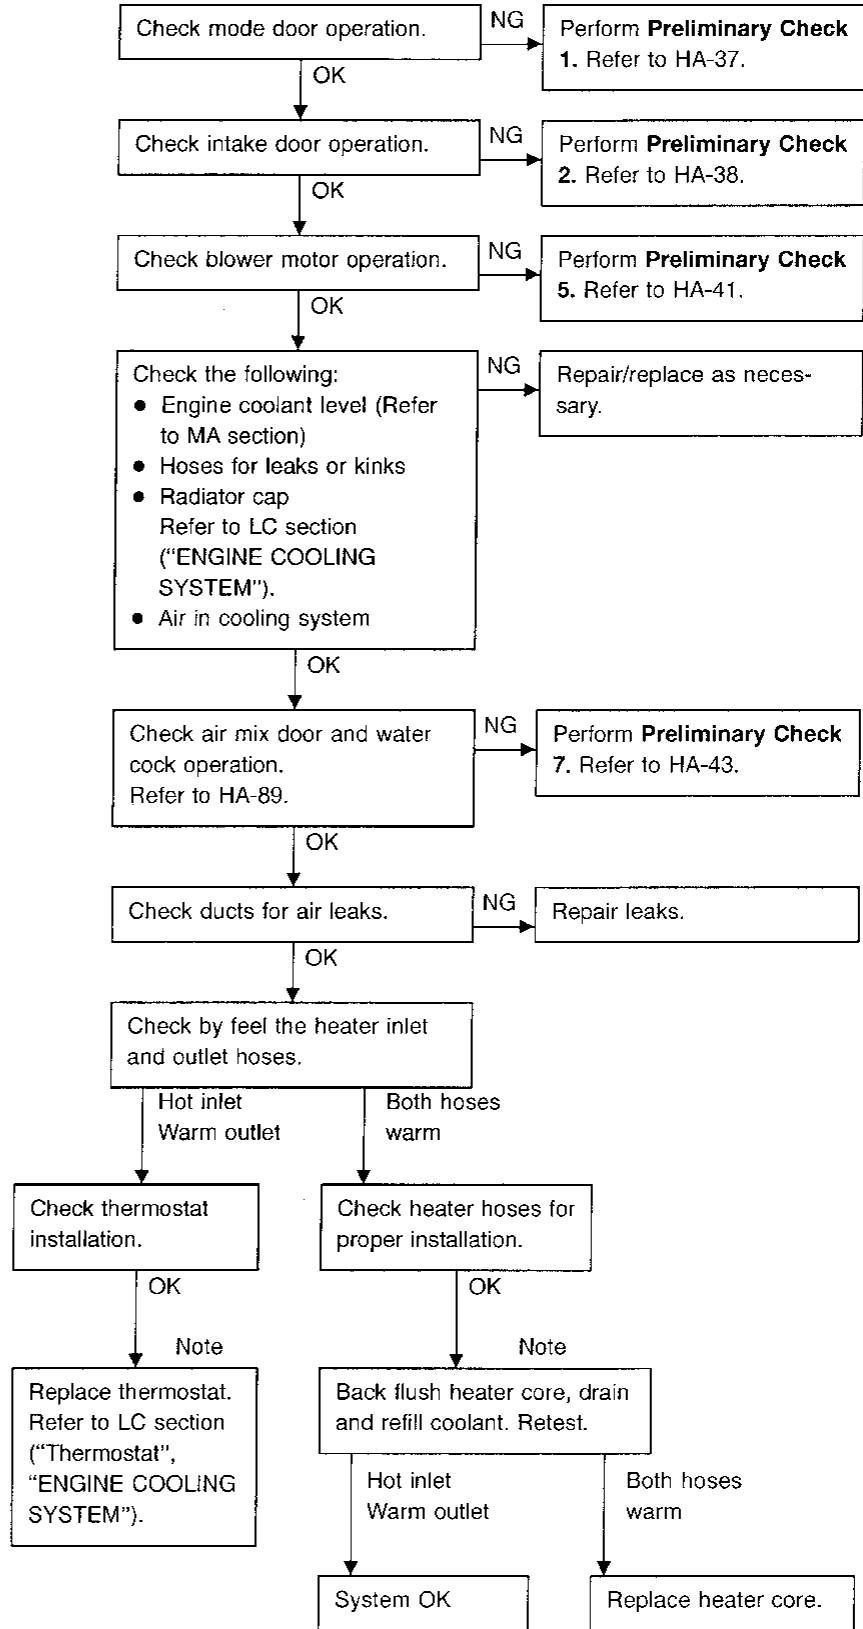 Check mode door operation.
NG
Perform Preliminary Check
1. Refer to HA-37.
OK
Check intake door operation.
NG
Perform Preliminary Check
2. Refer to HA-38.
OK
Check blower motor operation.
NG
Perform Preliminary Check
5. Refer to HA-41.
OK
Check the following:
● Engine coolant level (Refer
to MA section)
● Hoses for leaks or kinks
● Radiator cap
Refer to LC section
("ENGINE COOLING
SYSTEM").
● Air in cooling system
NG
Repair/replace as neces-
sary.
OK
Check air mix door and water
cock operation.
Refer to HA-89.
NG
Perform Preliminary Check
7. Refer to HA-43.
OK
Check ducts for air leaks.
NG
Repair leaks.
OK
Check by feel the heater inlet
and outlet hoses.
Hot inlet
Warm outlet
Both hoses
warm
Check thermostat
installation.
Check heater hoses for
proper installation.
OK
OK
Note
Note
Replace thermostat.
Refer to LC section
("Thermostat",
"ENGINE COOLING
SYSTEM").
Back flush heater core, drain
and refill coolant. Retest.
Hot inlet
Warm outlet
Both hoses
warm
System OK
Replace heater core.